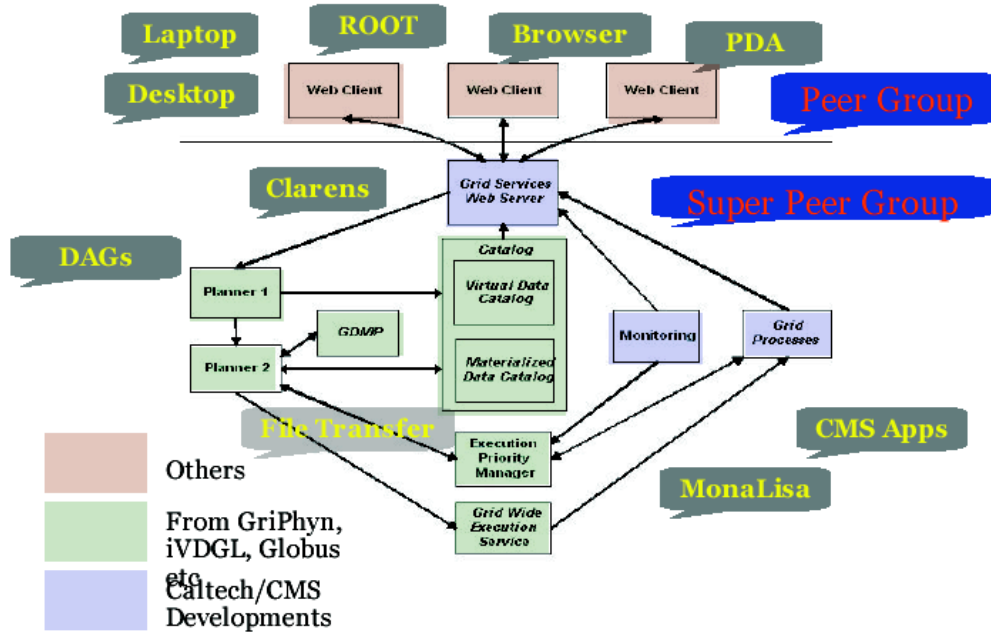 Laptop
ROOT
Browser
PDA
Desktop
Web Client
Web Client
Web Client
Peer Group
Clarens
Grid Services
Web Server
Super Peer Group
DAGs
Catalog
Planner 1
Virtual Data
Catalog
GDMP
Monitoring
Grid
Processes
Planner 2
Materialized
Data Catalog
File Transfer
Execution
Priority
Manager
CMS Apps
MonaLisa
Grid Wide
Execution
Service
Others
From GriPhyn,
iVDGL, Globus
etc
Caltech/CMS
Developments